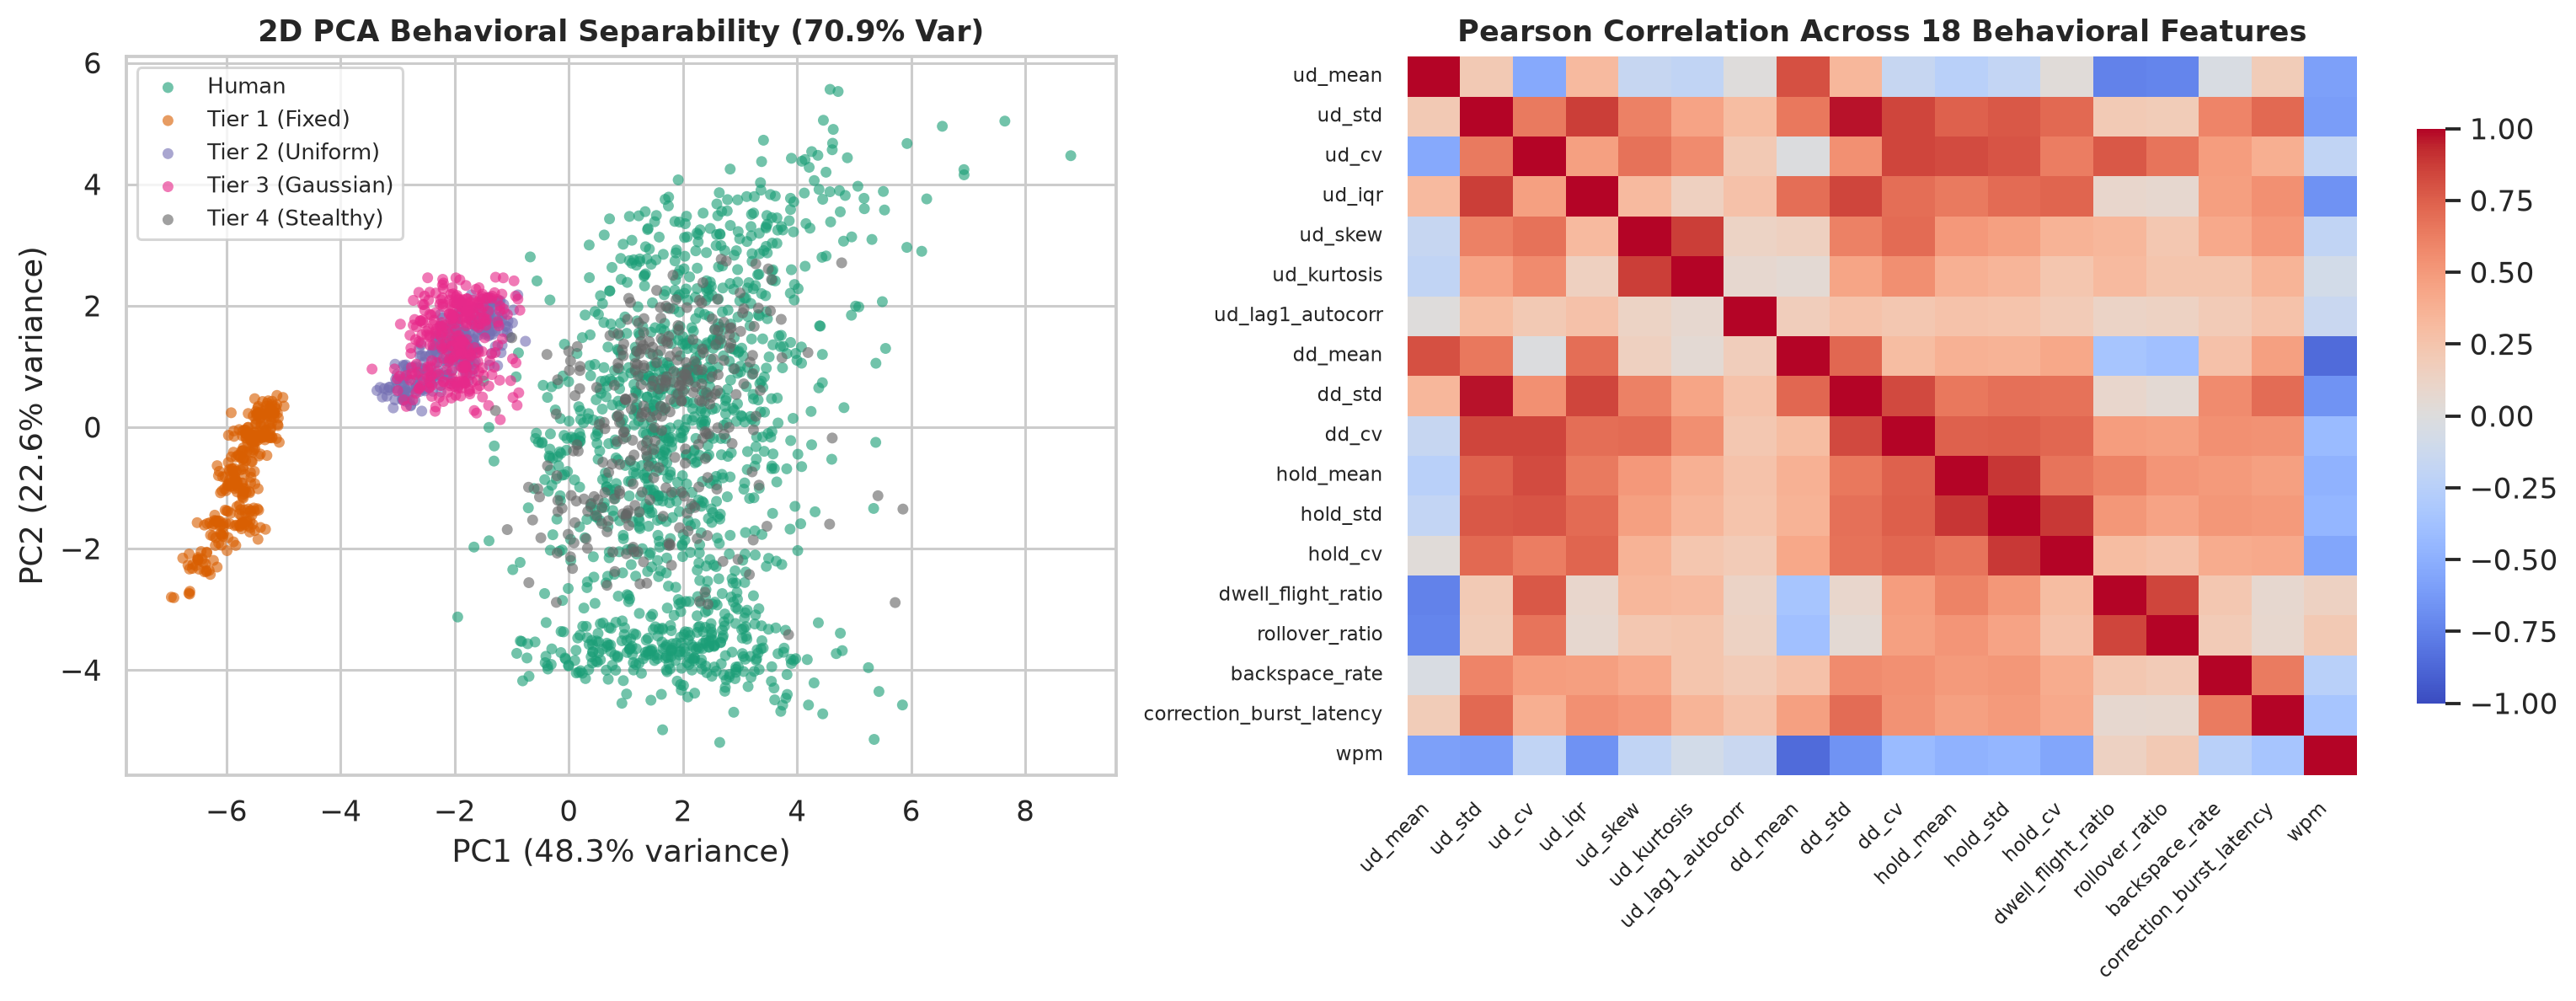 2D PCA Behavioral Separability (70.9% Var)
6
4
2
0
−2
−4
PC2 (22.6% variance)
Human
Tier 1 (Fixed)
Tier 2 (Uniform)
Tier 3 (Gaussian)
Tier 4 (Stealthy)
−6
−4
−2
0
2
4
6
8
PC1 (48.3% variance)
Pearson Correlation Across 18 Behavioral Features
ud_mean
ud_std
ud_cv
ud_iqr
ud_skew
ud_kurtosis
ud_lag1_autocorr
dd_mean
dd_std
dd_cv
hold_mean
hold_std
hold_cv
dwell_flight_ratio
rollover_ratio
backspace_rate
correction_burst_latency
wpm
ud_mean
ud_std
ud_cv
ud_iqr
ud_skew
ud_kurtosis
ud_lag1_autocorr
dd_mean
dd_std
dd_cv
hold_mean
hold_std
hold_cv
dwell_flight_ratio
rollover_ratio
backspace_rate
correction_burst_latency
wpm
1.00
0.75
0.50
0.25
0.00
−0.25
−0.50
−0.75
−1.00